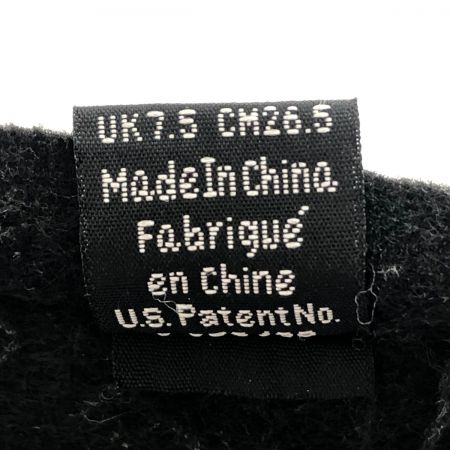 UK7.5 CM26.5
MadeInChina
Fabriqué
en Chine
U.S. PatentNo.